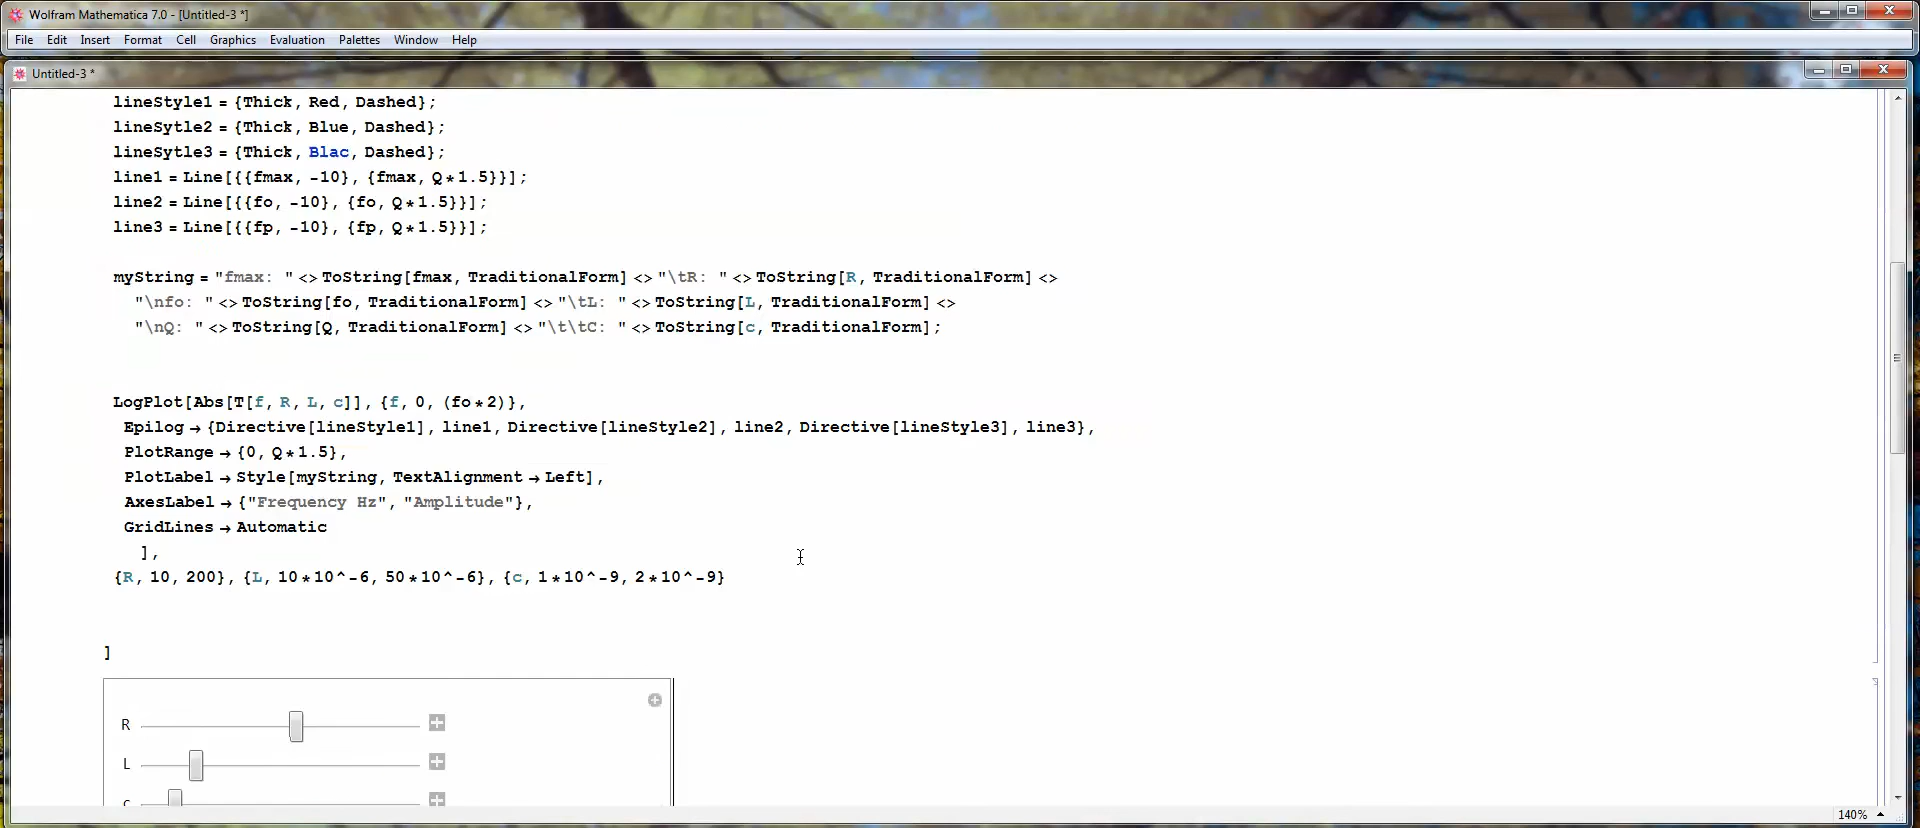 Wolfram Mathematica 7.0 - [Untitled-3 *]
File Edit Insert Format Cell Graphics Evaluation Palettes Window Help
Untitled-3 *
lineStyle1 = {Thick, Red, Dashed};
lineSytle2 = {Thick, Blue, Dashed};
lineSytle3 = {Thick, Blac, Dashed};
line1 = Line[{{fmax, -10}, {fmax, Q*1.5}}];
line2 = Line[{{fo, -10}, {fo, Q*1.5}}];
line3 = Line[{{fp, -10}, {fp, Q*1.5}}];
myString = "fmax: " <> ToString[fmax, TraditionalForm] <> "\tR: " <> ToString[R, TraditionalForm] <>
"\nfo: " <> ToString[fo, TraditionalForm] <> "\tL: " <> ToString[L, TraditionalForm] <>
"\nQ: " <> ToString[Q, TraditionalForm] <> "\t\tC: " <> ToString[c, TraditionalForm];
LogPlot[Abs[T[f, R, L, c]], {f, 0, (fo*2)},
Epilog → {Directive[lineStyle1], line1, Directive[lineStyle2], line2, Directive[lineStyle3], line3},
PlotRange → {0, Q*1.5},
PlotLabel → Style[myString, TextAlignment → Left],
AxesLabel → {"Frequency Hz", "Amplitude"},
GridLines → Automatic
],
{R, 10, 200}, {L, 10*10^-6, 50*10^-6}, {c, 1*10^-9, 2*10^-9}
]
R
L
c
140%